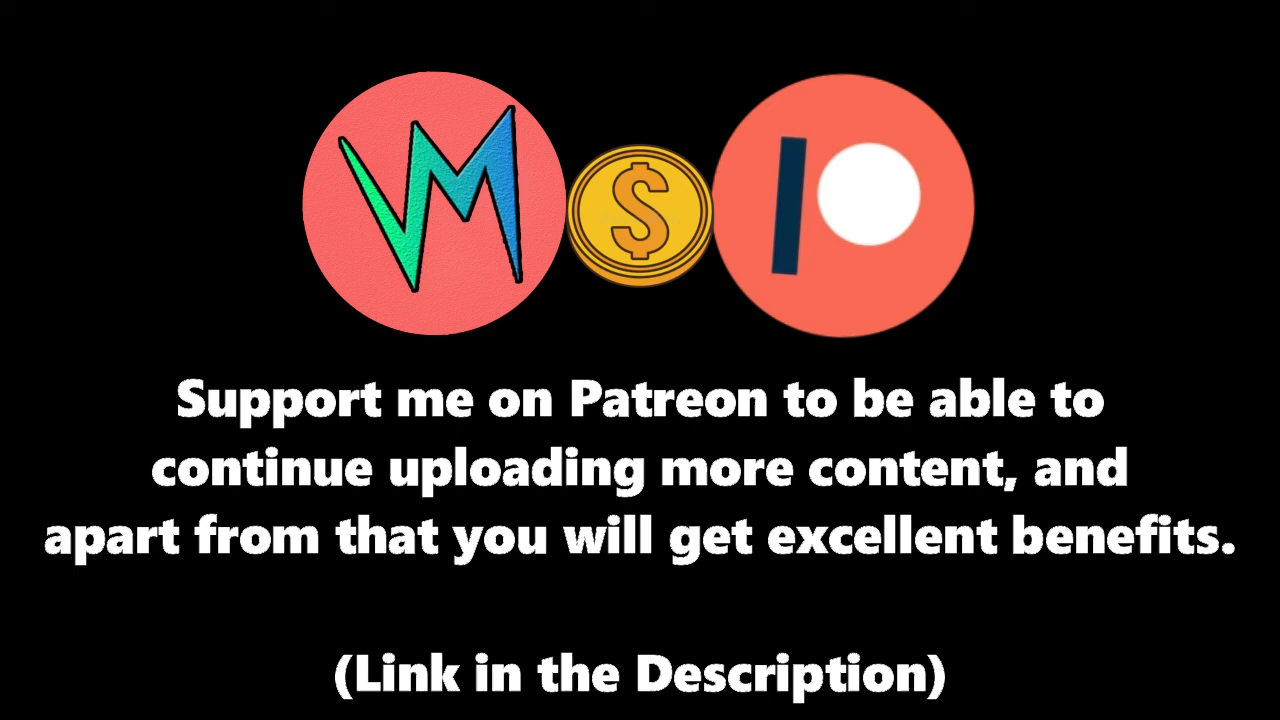 VM
$
Support me on Patreon to be able to
continue uploading more content, and
apart from that you will get excellent benefits.
(Link in the Description)